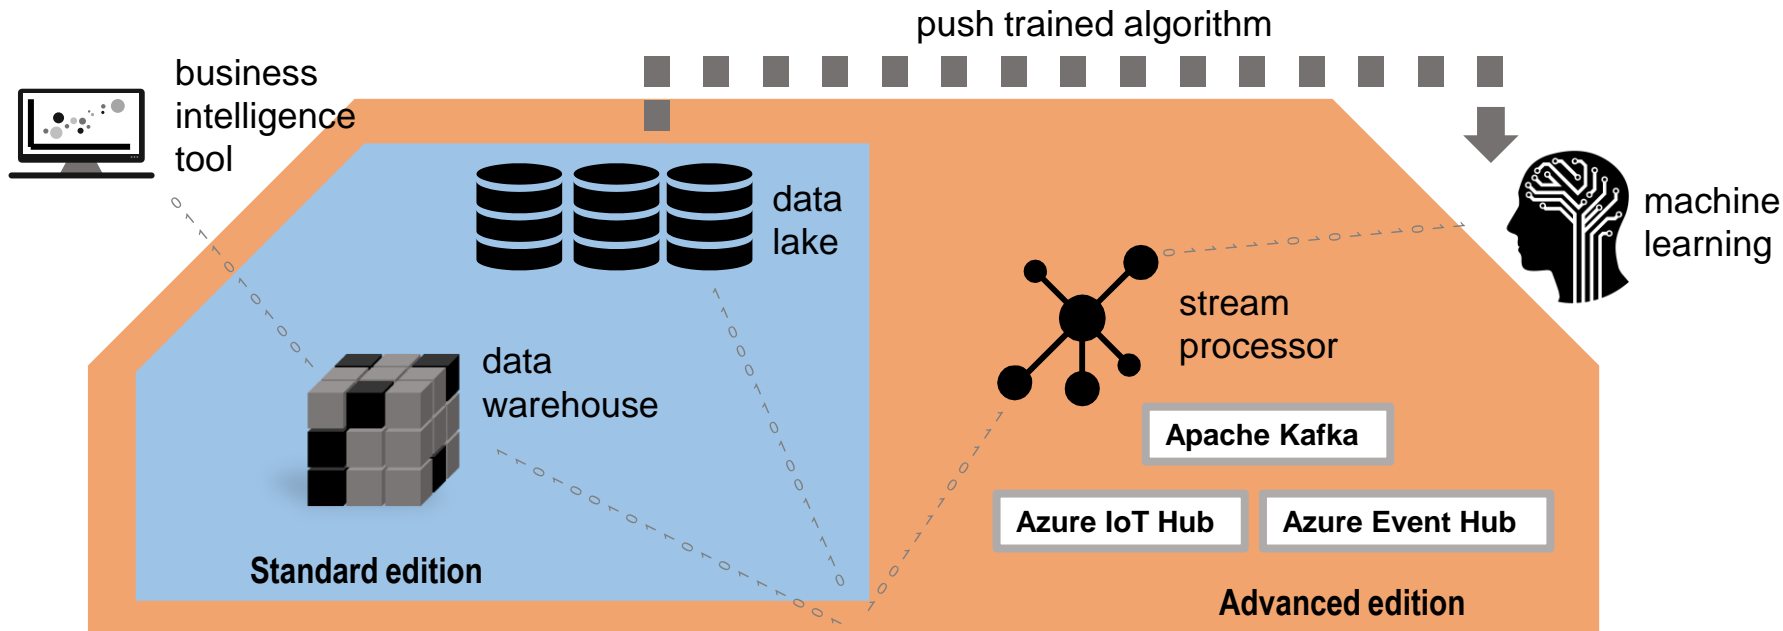 push trained algorithm
business
intelligence
tool
data
lake
machine
learning
stream
processor
data
warehouse
Apache Kafka
Azure IoT Hub
Azure Event Hub
Standard edition
Advanced edition